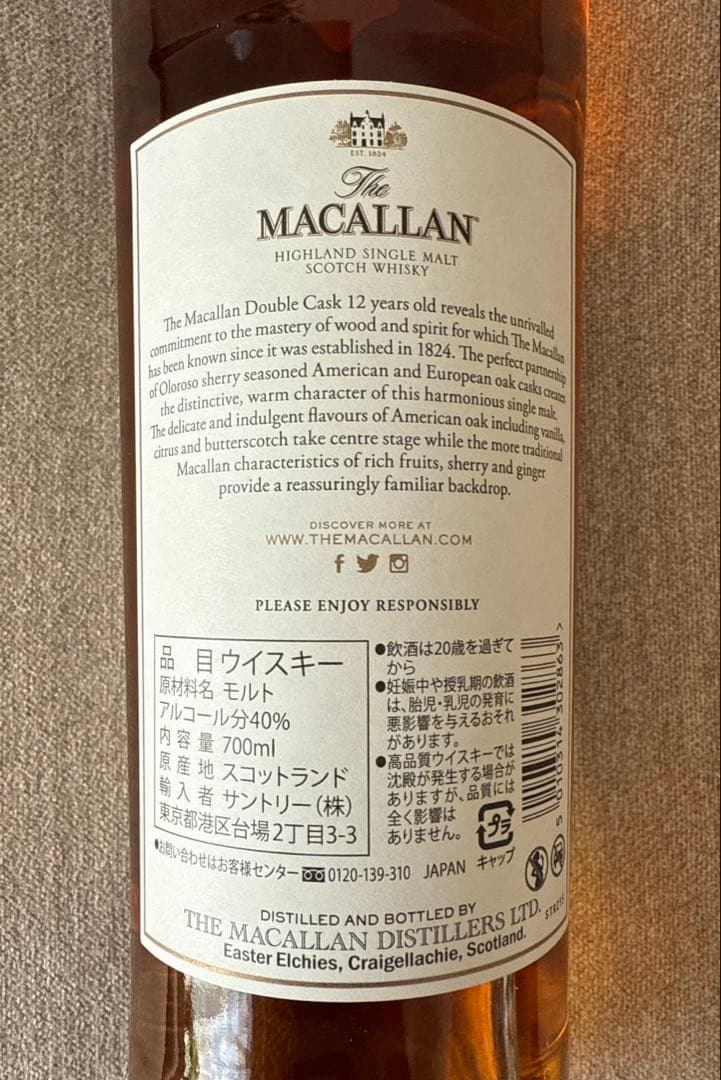 EST. 1824
The
MACALLAN
HIGHLAND SINGLE MALT
SCOTCH WHISKY
The Macallan Double Cask 12 years old reveals the unrivalled
commitment to the mastery of wood and spirit for which The Macallan
has been known since it was established in 1824. The perfect partnership
of Oloroso sherry seasoned American and European oak casks creates
the distinctive, warm character of this harmonious single malt.
The delicate and indulgent flavours of American oak including vanilla,
citrus and butterscotch take centre stage while the more traditional
Macallan characteristics of rich fruits, sherry and ginger
provide a reassuringly familiar backdrop.
DISCOVER MORE AT
WWW.THEMACALLAN.COM
PLEASE ENJOY RESPONSIBLY
品 目 ウイスキー
原材料名 モルト
アルコール分40%
内容量 700ml
原産地 スコットランド
輸入者 サントリー(株)
東京都港区台場2丁目3-3
●飲酒は20歳を過ぎて
から
●妊娠中や授乳期の飲酒
は、胎児・乳児の発育に
悪影響を与えるおそれ
があります。
●高品質ウイスキーでは
沈殿が発生する場合が
ありますが、品質には
全く影響は
ありません。
プラ
キャップ
5 010314 302863 >
●お問い合わせはお客様センター 0120-139-310 JAPAN
DISTILLED AND BOTTLED BY
THE MACALLAN DISTILLERS LTD.
Easter Elchies, Craigellachie, Scotland.